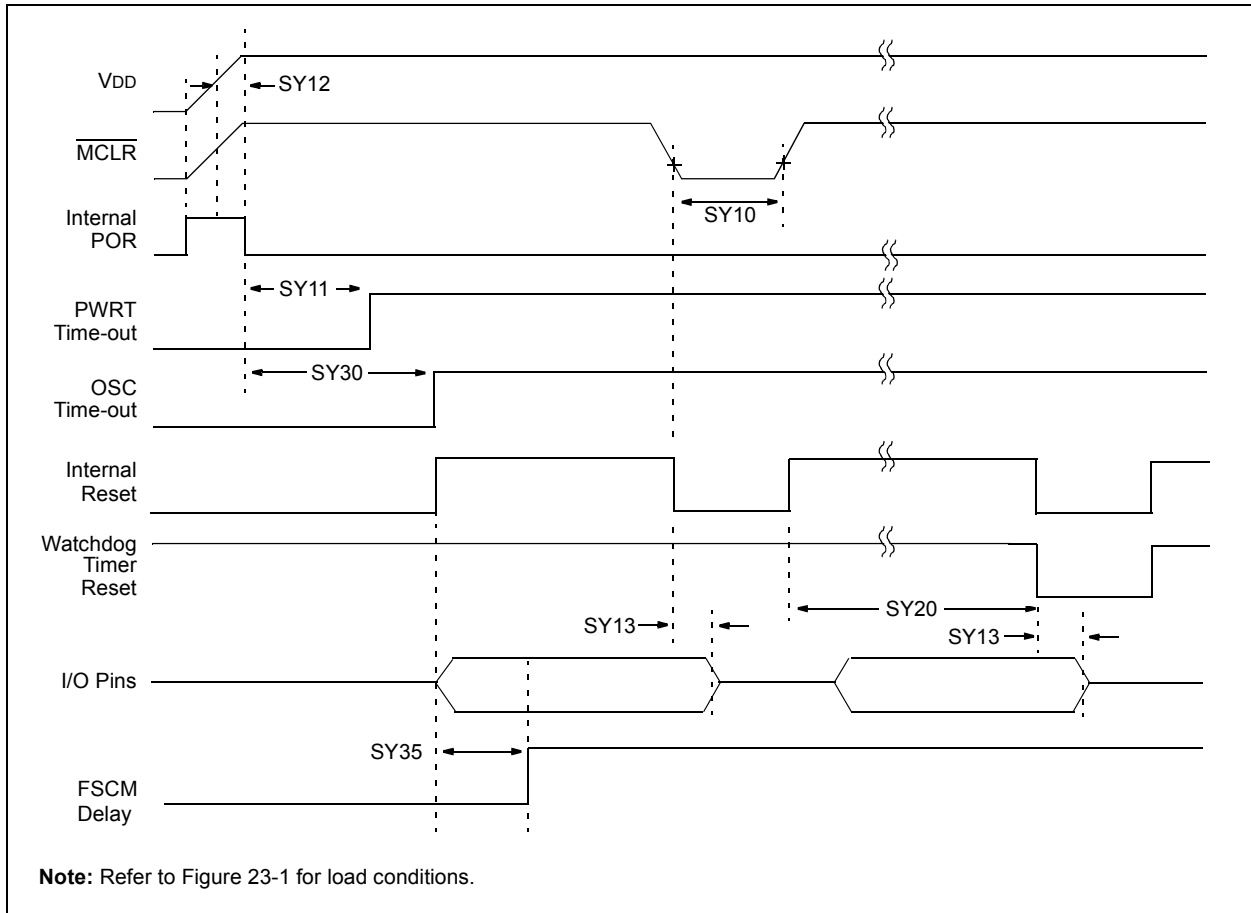 VDD
SY12
MCLR
SY10
Internal
POR
SY11
PWRT
Time-out
SY30
OSC
Time-out
Internal
Reset
Watchdog
Timer
Reset
SY20
SY13
SY13
I/O Pins
SY35
FSCM
Delay
Note: Refer to Figure 23-1 for load conditions.